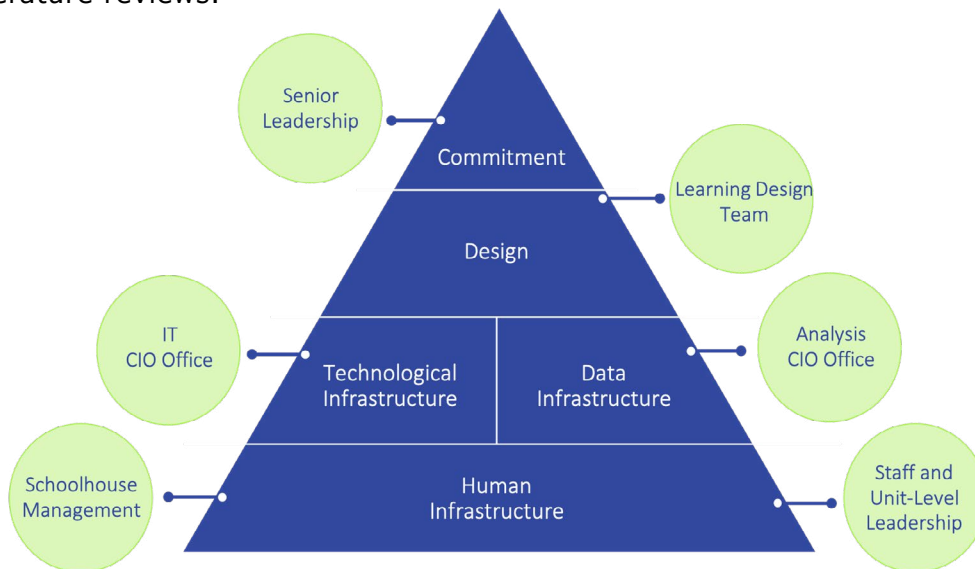 Senior
Leadership
Commitment
Learning Design
Team
Design
IT
CIO Office
Technological
Infrastructure
Data
Infrastructure
Analysis
CIO Office
Schoolhouse
Management
Human
Infrastructure
Staff and
Unit-Level
Leadership